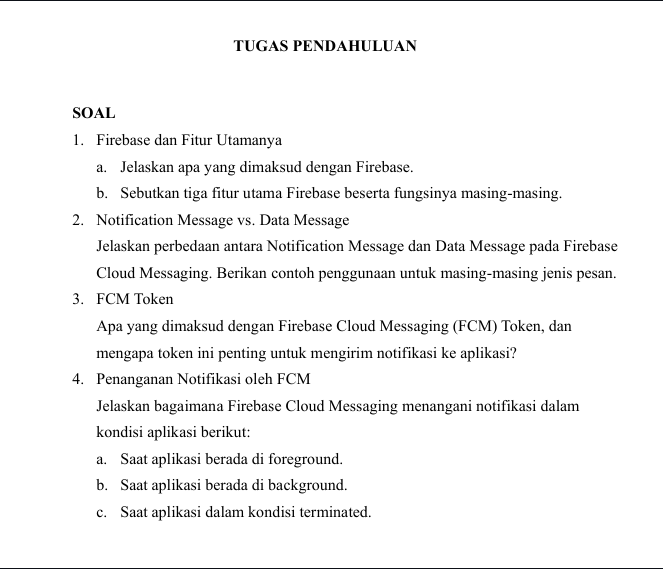 TUGAS PENDAHULUAN
SOAL
1. Firebase dan Fitur Utamanya
a. Jelaskan apa yang dimaksud dengan Firebase.
b. Sebutkan tiga fitur utama Firebase beserta fungsinya masing-masing.
2. Notification Message vs. Data Message
Jelaskan perbedaan antara Notification Message dan Data Message pada Firebase
Cloud Messaging. Berikan contoh penggunaan untuk masing-masing jenis pesan.
3. FCM Token
Apa yang dimaksud dengan Firebase Cloud Messaging (FCM) Token, dan
mengapa token ini penting untuk mengirim notifikasi ke aplikasi?
4. Penanganan Notifikasi oleh FCM
Jelaskan bagaimana Firebase Cloud Messaging menangani notifikasi dalam
kondisi aplikasi berikut:
a. Saat aplikasi berada di foreground.
b. Saat aplikasi berada di background.
c. Saat aplikasi dalam kondisi terminated.